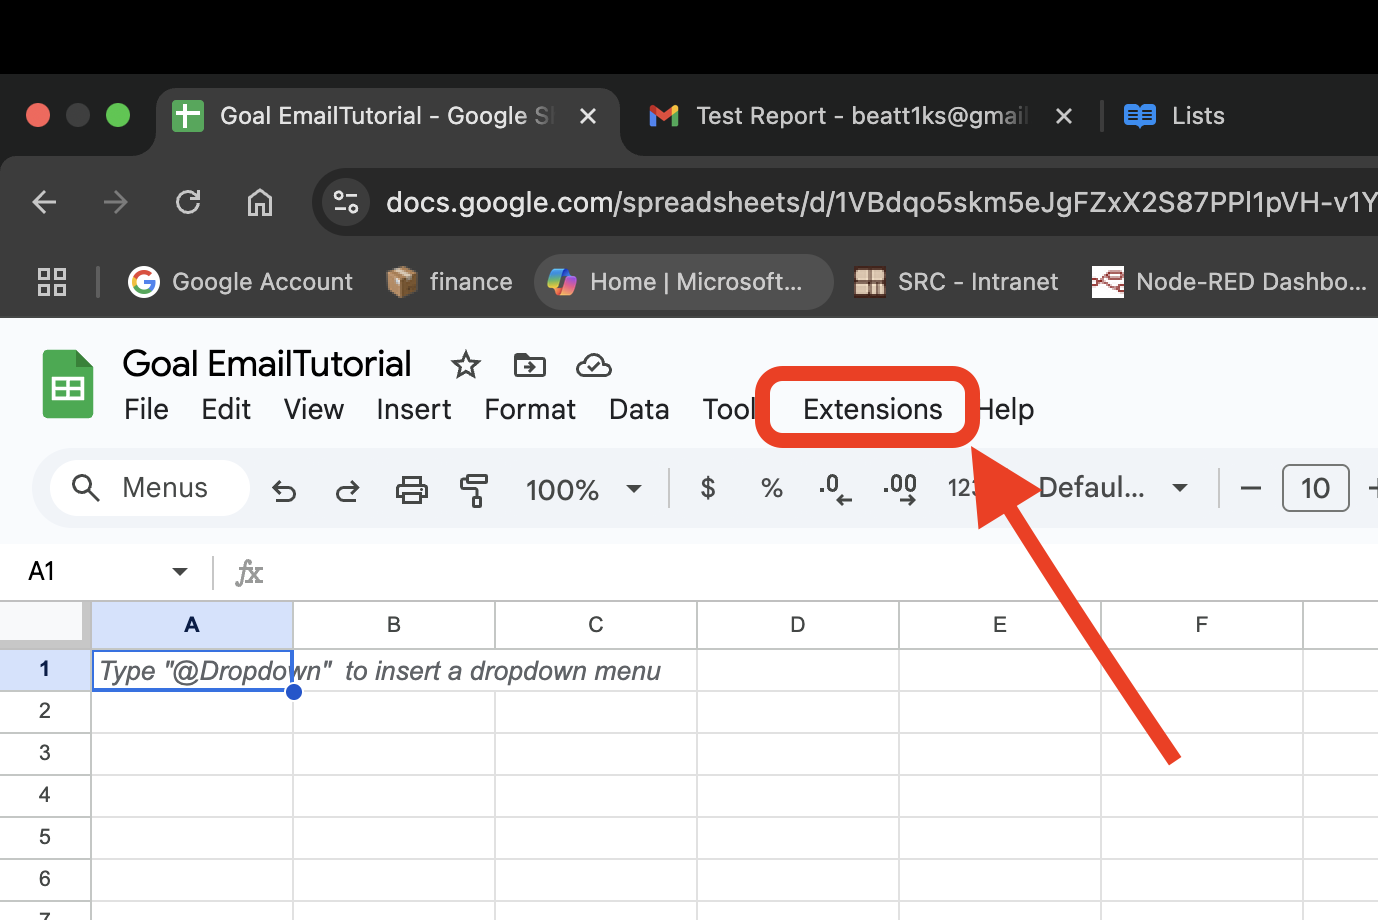 Goal EmailTutorial - Google S
Test Report - beatt1ks@gmail
Lists
docs.google.com/spreadsheets/d/1VBdqo5skm5eJgFZxX2S87PPl1pVH-v1Y
Google Account
finance
Home | Microsoft...
SRC - Intranet
Node-RED Dashbo...
Goal EmailTutorial
File Edit View Insert Format Data Tool Extensions Help
Menus 100% $ % .0 .00 123 Defaul... 10
A1 fx
A B C D E F
1 Type "@Dropdown" to insert a dropdown menu
2
3
4
5
6
7